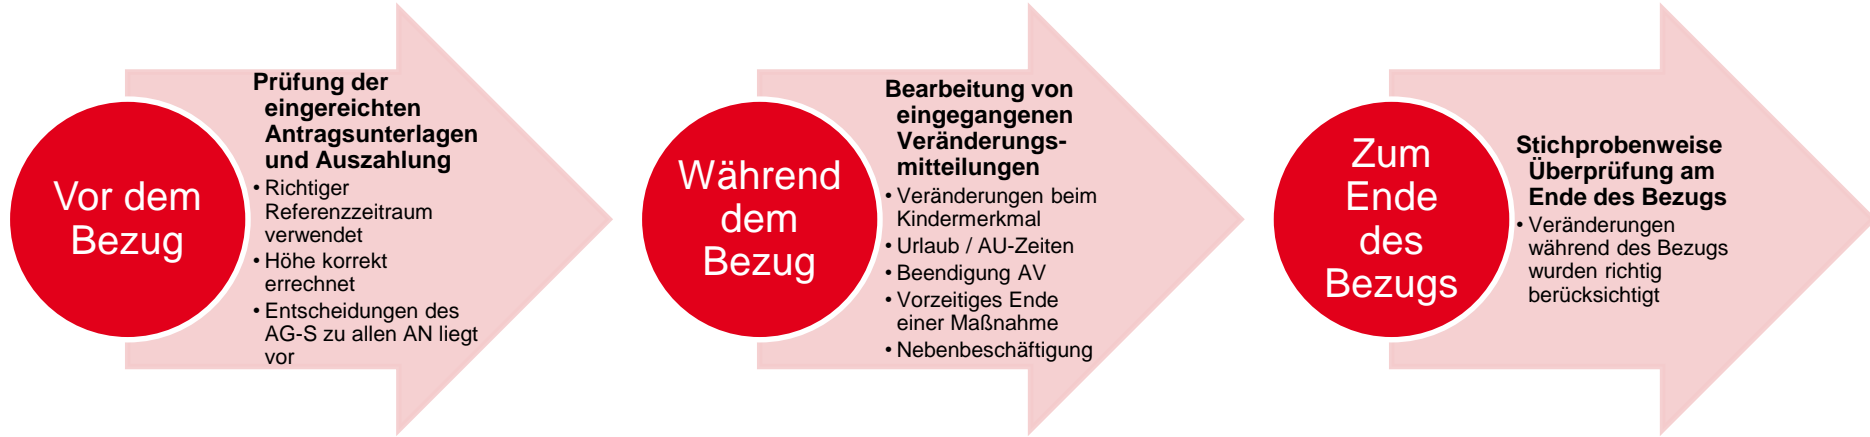 Vor dem
Bezug
Prüfung der
eingereichten
Antragsunterlagen
und Auszahlung
• Richtiger
Referenzzeitraum
verwendet
• Höhe korrekt
errechnet
• Entscheidungen des
AG-S zu allen AN liegt
vor
Während
dem
Bezug
Bearbeitung von
eingegangenen
Veränderungs-
mitteilungen
• Veränderungen beim
Kindermerkmal
• Urlaub / AU-Zeiten
• Beendigung AV
• Vorzeitiges Ende
einer Maßnahme
• Nebenbeschäftigung
Zum
Ende
des
Bezugs
Stichprobenweise
Überprüfung am
Ende des Bezugs
• Veränderungen
während des Bezugs
wurden richtig
berücksichtigt